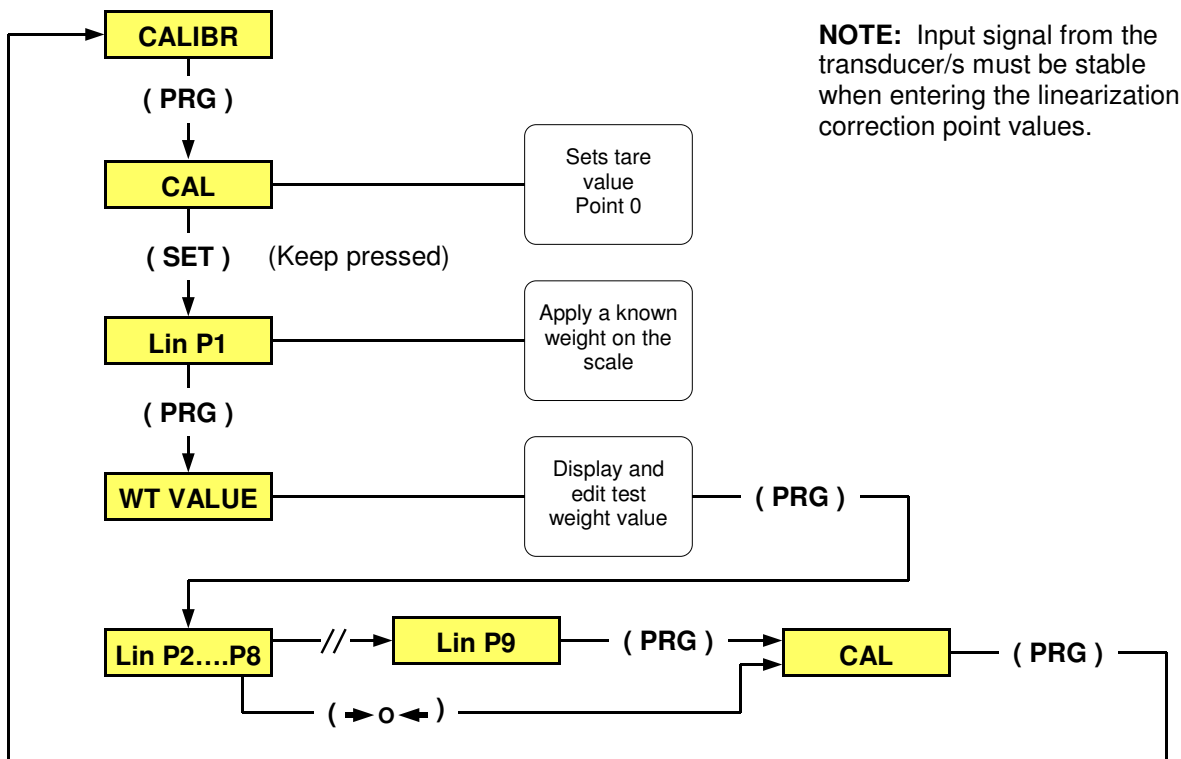 CALIBR
NOTE: Input signal from the
transducer/s must be stable
when entering the linearization
correction point values.
( PRG )
CAL
Sets tare
value
Point 0
( SET ) (Keep pressed)
Lin P1
Apply a known
weight on the
scale
( PRG )
WT VALUE
Display and
edit test
weight value
( PRG )
Lin P2....P8
//
Lin P9
( PRG )
CAL
( PRG )
( ➔ o ← )